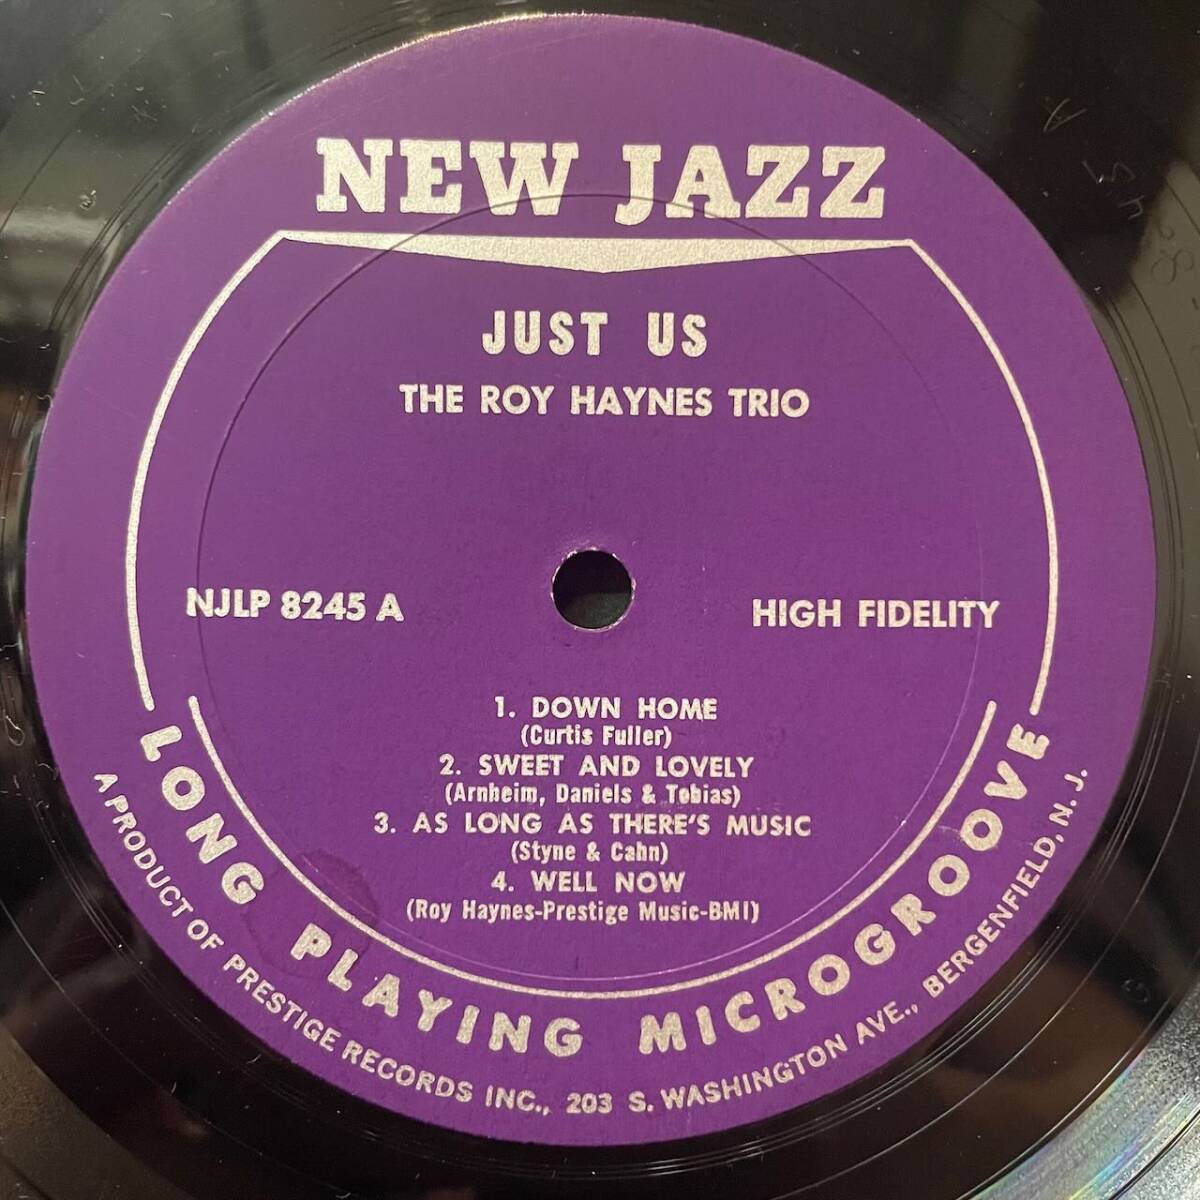 NEW JAZZ
JUST US
THE ROY HAYNES TRIO
NJLP 8245 A
HIGH FIDELITY
1. DOWN HOME
(Curtis Fuller)
2. SWEET AND LOVELY
(Arnheim, Daniels & Tobias)
3. AS LONG AS THERE'S MUSIC
(Styne & Cahn)
4. WELL NOW
(Roy Haynes-Prestige Music-BMI)
LONG PLAYING MICROGROOVE
A PRODUCT OF PRESTIGE RECORDS INC., 203 S. WASHINGTON AVE., BERGENFIELD, N. J.